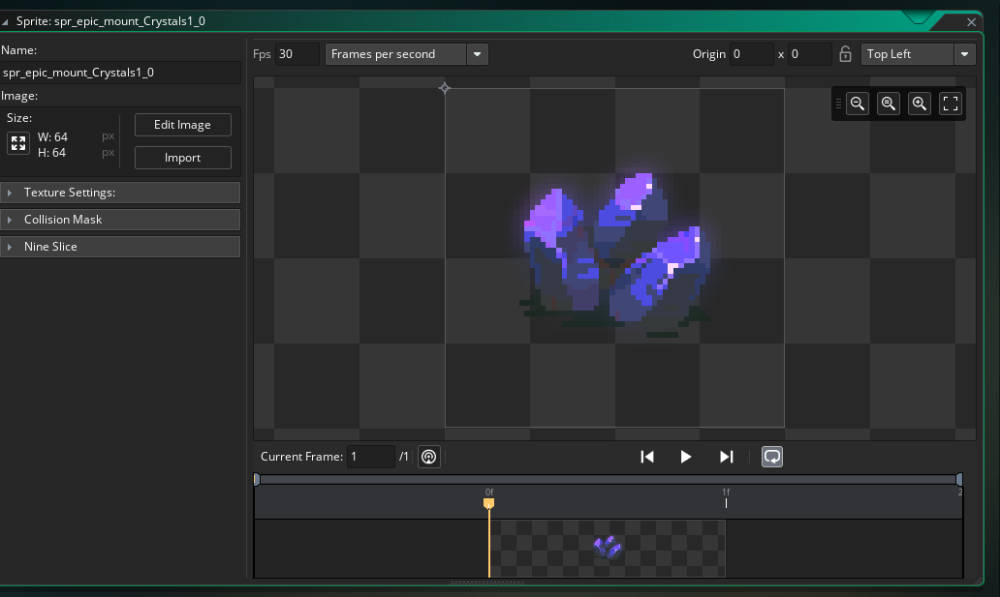 Sprite: spr_epic_mount_Crystals1_0
Name:
spr_epic_mount_Crystals1_0
Image:
Size:
W: 64 px
H: 64 px
Edit Image
Import
Texture Settings:
Collision Mask
Nine Slice
Fps 30 Frames per second Origin 0 x 0 Top Left
Current Frame: 1 /1
0f 1f 2